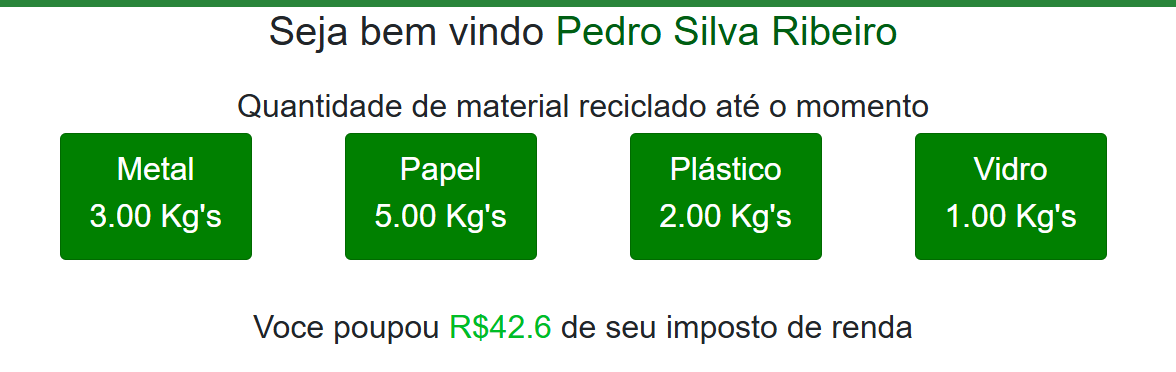 Seja bem vindo Pedro Silva Ribeiro
Quantidade de material reciclado até o momento
Metal
3.00 Kg's
Papel
5.00 Kg's
Plástico
2.00 Kg's
Vidro
1.00 Kg's
Voce poupou R$42.6 de seu imposto de renda